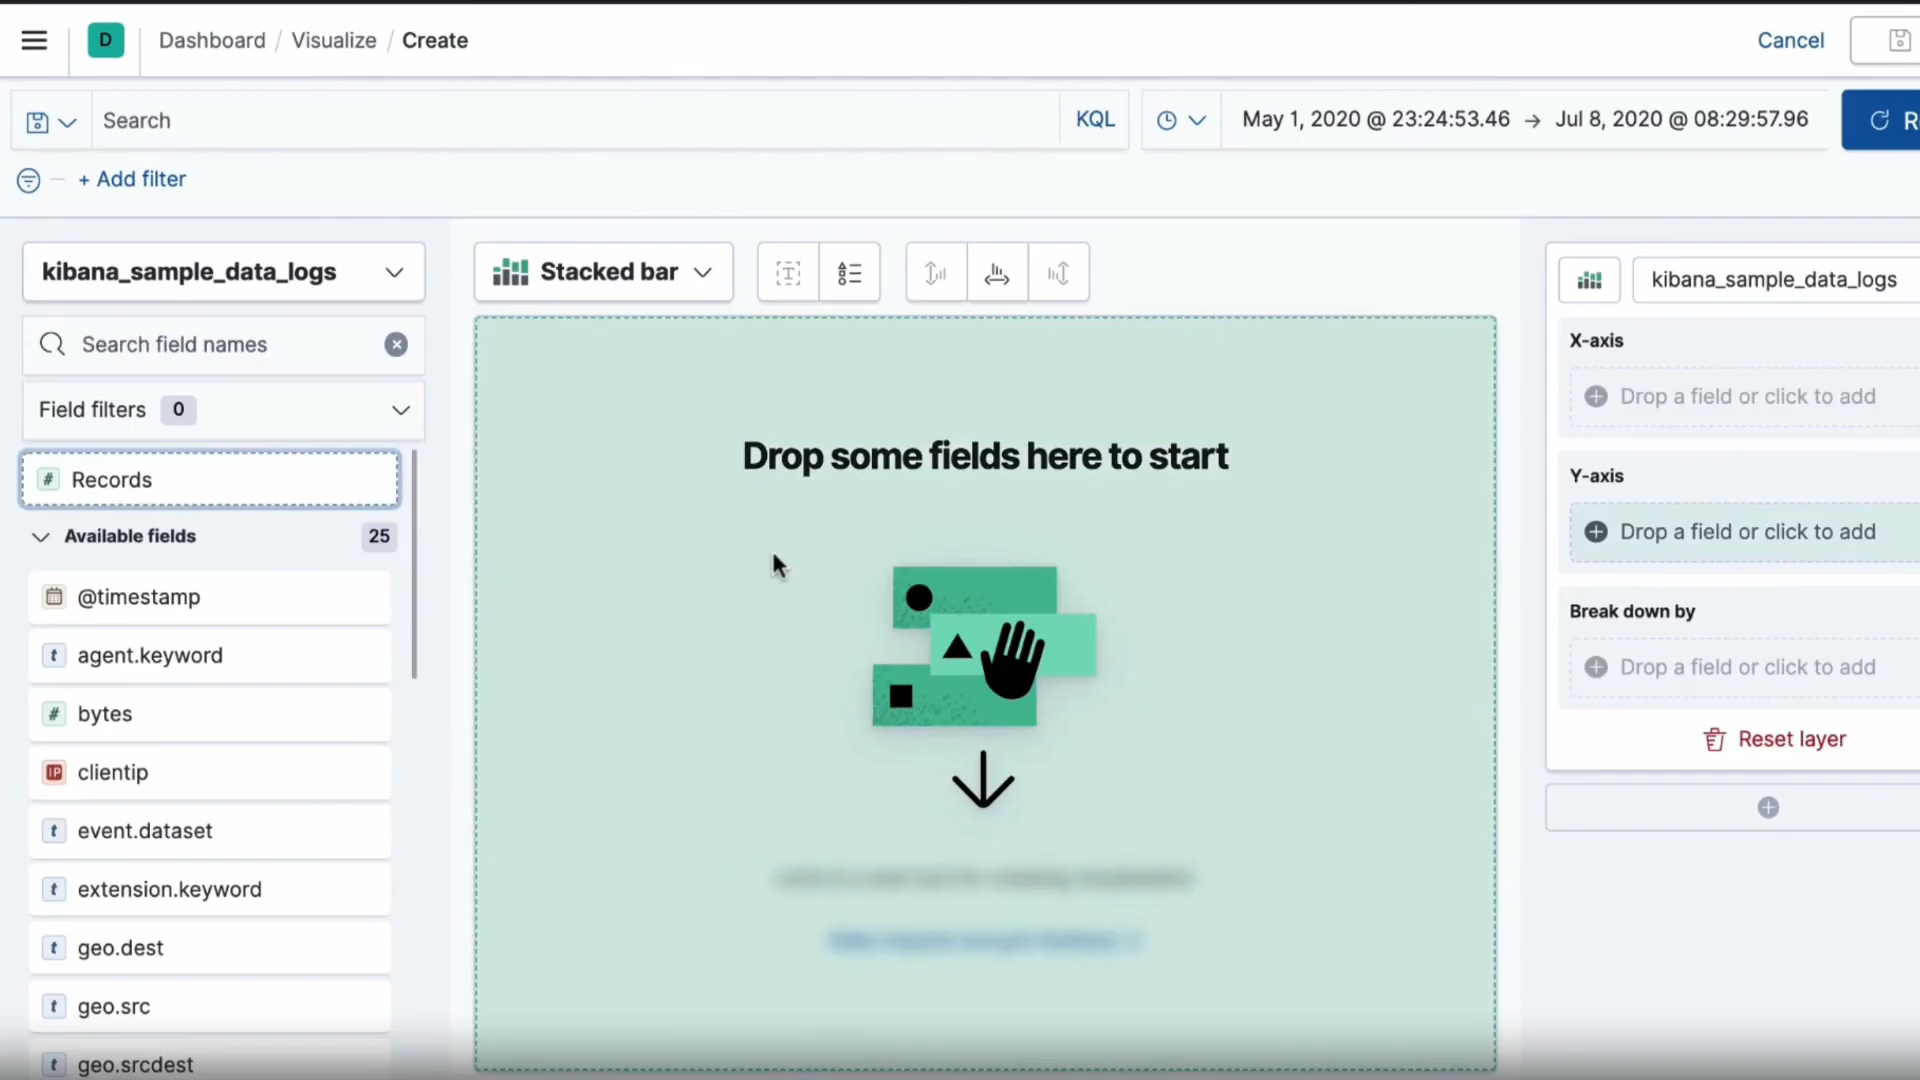 D Dashboard / Visualize / Create Cancel
Search KQL May 1, 2020 @ 23:24:53.46 → Jul 8, 2020 @ 08:29:57.96
+ Add filter
kibana_sample_data_logs
Search field names
Field filters 0
# Records
Available fields 25
@timestamp
t agent.keyword
# bytes
IP clientip
t event.dataset
t extension.keyword
t geo.dest
t geo.src
t geo.srcdest
Stacked bar
Drop some fields here to start
kibana_sample_data_logs
X-axis
Drop a field or click to add
Y-axis
Drop a field or click to add
Break down by
Drop a field or click to add
Reset layer